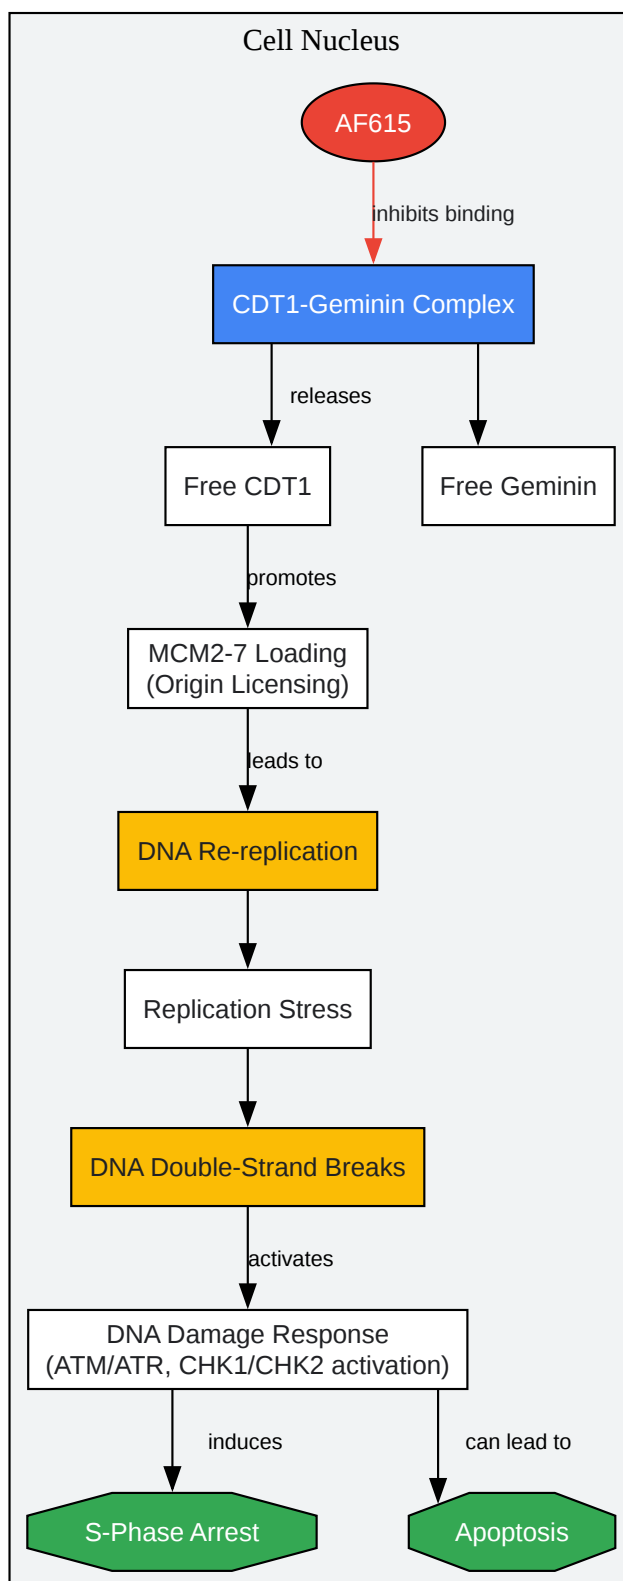 Cell Nucleus
AF615
inhibits binding
CDT1-Geminin Complex
releases
Free CDT1
Free Geminin
promotes
MCM2-7 Loading
(Origin Licensing)
leads to
DNA Re-replication
Replication Stress
DNA Double-Strand Breaks
activates
DNA Damage Response
(ATM/ATR, CHK1/CHK2 activation)
induces
can lead to
S-Phase Arrest
Apoptosis